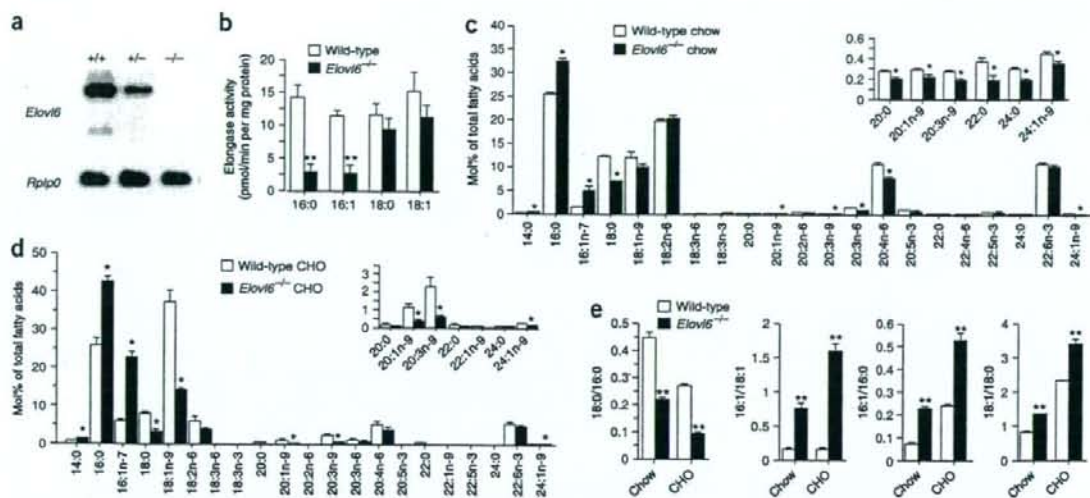 a
+/+ +/– –/–
Elovl6
Rplp0
b
Wild-type
Elovl6–/–
Elongase activity
(pmol/min per mg protein)
20
15
10
5
0
** **
16:0 16:1 18:0 18:1
c
Wild-type chow
Elovl6–/– chow
Mol% of total fatty acids
40
35
30
25
20
15
10
5
0
* * * * * * * * *
14:0 16:0 16:1n-7 18:0 18:1n-9 18:2n-6 18:3n-6 18:3n-3 20:0 20:1n-9 20:2n-6 20:3n-9 20:3n-6 20:4n-6 20:5n-3 22:0 22:4n-6 22:5n-3 24:0 22:6n-3 24:1n-9
0.6
0.4
0.2
0
* * * * * *
20:0 20:1n-9 20:3n-9 22:0 24:0 24:1n-9
d
Wild-type CHO
Elovl6–/– CHO
Mol% of total fatty acids
50
40
30
20
10
0
* * * * * * * *
14:0 16:0 16:1n-7 18:0 18:1n-9 18:2n-6 18:3n-6 18:3n-3 20:0 20:1n-9 20:2n-6 20:3n-9 20:3n-6 20:4n-6 20:5n-3 22:0 22:1n-9 22:5n-3 24:0 22:6n-3 24:1n-9
3
2
1
0
* * *
20:0 20:1n-9 20:3n-9 22:0 22:1n-9 24:0 24:1n-9
e
Wild-type
Elovl6–/–
18:0/16:0
0.5
0.4
0.3
0.2
0.1
0
** **
Chow CHO
16:1/18:1
2
1.6
1.2
0.8
0.4
0
** **
Chow CHO
16:1/16:0
0.6
0.5
0.4
0.3
0.2
0.1
0
** **
Chow CHO
18:1/18:0
4
3
2
1
0
** **
Chow CHO